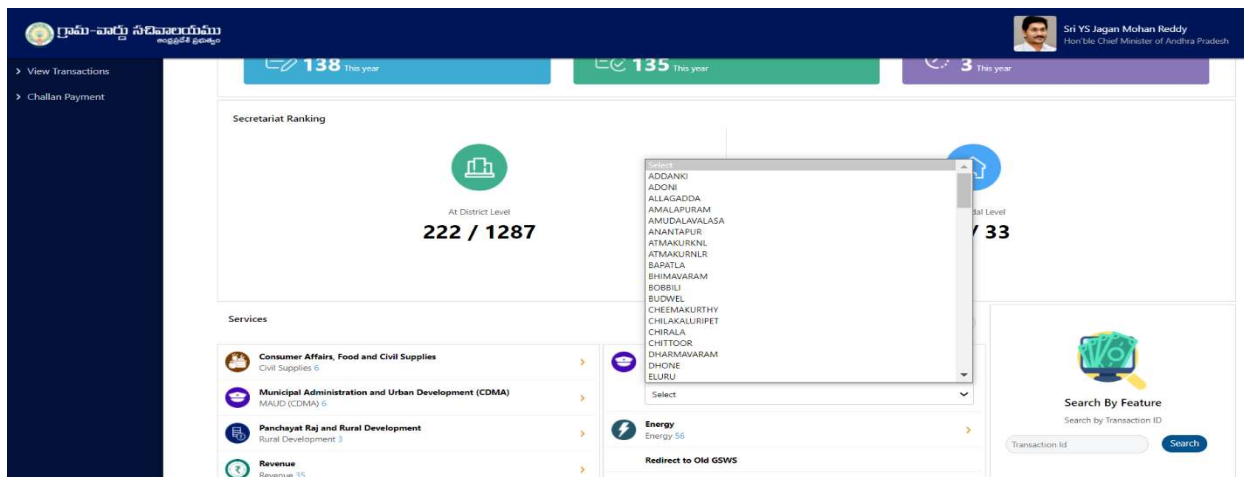 గ్రామ-వార్డు సచివాలయము
ఆంధ్రప్రదేశ్ ప్రభుత్వం
Sri YS Jagan Mohan Reddy
Hon'ble Chief Minister of Andhra Pradesh
View Transactions
Challan Payment
138 This year
135 This year
3 This year
Secretariat Ranking
At District Level
222 / 1287
dal Level
/ 33
Select
ADDANKI
ADONI
ALLAGADDA
AMALAPURAM
AMUDALAVALASA
ANANTAPUR
ATMAKURKNL
ATMAKURNLR
BAPATLA
BHIMAVARAM
BOBBILI
BUDWEL
CHEEMAKURTHY
CHILAKALURIPET
CHIRALA
CHITTOOR
DHARMAVARAM
DHONE
ELURU
Select
Services
Consumer Affairs, Food and Civil Supplies
Civil Supplies 6
Municipal Administration and Urban Development (CDMA)
MAUD (CDMA) 6
Panchayat Raj and Rural Development
Rural Development 3
Revenue
Revenue 35
Energy
Energy 56
Redirect to Old GSWS
Search By Feature
Search by Transaction ID
Transaction Id
Search